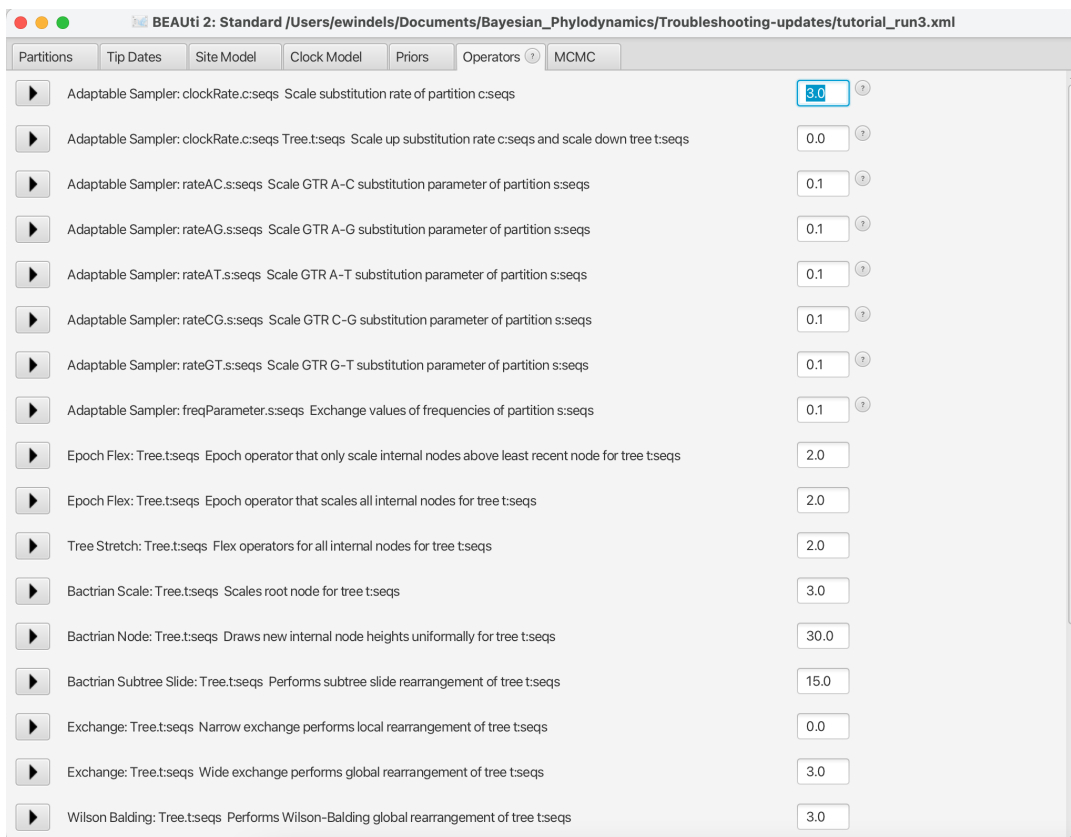 BEAUti 2: Standard /Users/ewindels/Documents/Bayesian_Phylodynamics/Troubleshooting-updates/tutorial_run3.xml
Partitions Tip Dates Site Model Clock Model Priors Operators ? MCMC
Adaptable Sampler: clockRate.c:seqs Scale substitution rate of partition c:seqs 3.0 ?
Adaptable Sampler: clockRate.c:seqs Tree.t:seqs Scale up substitution rate c:seqs and scale down tree t:seqs 0.0 ?
Adaptable Sampler: rateAC.s:seqs Scale GTR A-C substitution parameter of partition s:seqs 0.1 ?
Adaptable Sampler: rateAG.s:seqs Scale GTR A-G substitution parameter of partition s:seqs 0.1 ?
Adaptable Sampler: rateAT.s:seqs Scale GTR A-T substitution parameter of partition s:seqs 0.1 ?
Adaptable Sampler: rateCG.s:seqs Scale GTR C-G substitution parameter of partition s:seqs 0.1 ?
Adaptable Sampler: rateGT.s:seqs Scale GTR G-T substitution parameter of partition s:seqs 0.1 ?
Adaptable Sampler: freqParameter.s:seqs Exchange values of frequencies of partition s:seqs 0.1 ?
Epoch Flex: Tree.t:seqs Epoch operator that only scale internal nodes above least recent node for tree t:seqs 2.0
Epoch Flex: Tree.t:seqs Epoch operator that scales all internal nodes for tree t:seqs 2.0
Tree Stretch: Tree.t:seqs Flex operators for all internal nodes for tree t:seqs 2.0
Bactrian Scale: Tree.t:seqs Scales root node for tree t:seqs 3.0
Bactrian Node: Tree.t:seqs Draws new internal node heights uniformally for tree t:seqs 30.0
Bactrian Subtree Slide: Tree.t:seqs Performs subtree slide rearrangement of tree t:seqs 15.0
Exchange: Tree.t:seqs Narrow exchange performs local rearrangement of tree t:seqs 0.0
Exchange: Tree.t:seqs Wide exchange performs global rearrangement of tree t:seqs 3.0
Wilson Balding: Tree.t:seqs Performs Wilson-Balding global rearrangement of tree t:seqs 3.0